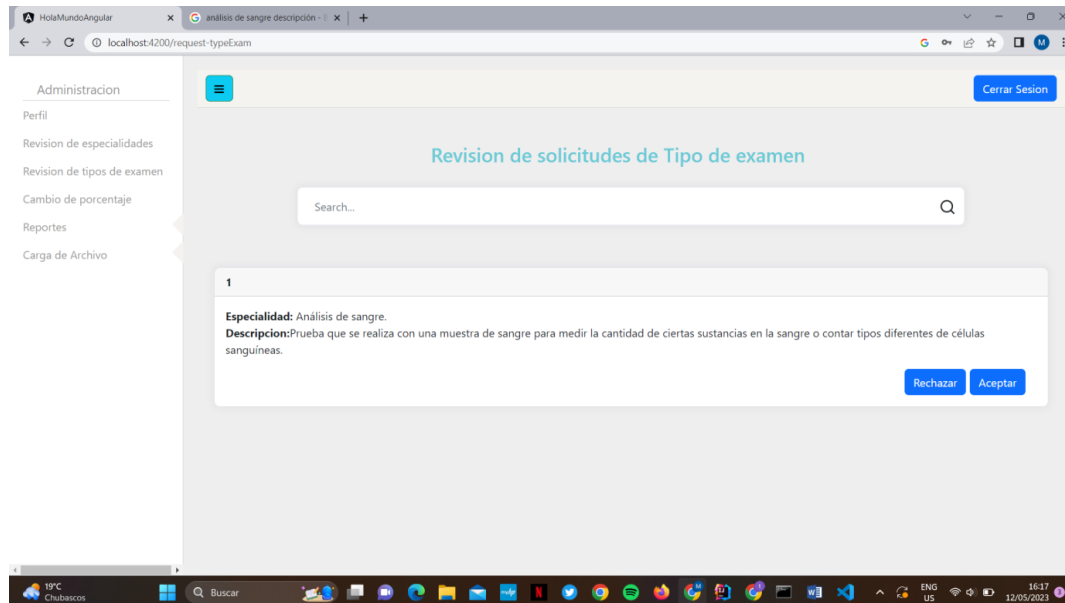 HolaMundoAngular
análisis de sangre descripción - B
localhost:4200/request-typeExam
M
Administracion
Cerrar Sesion
Perfil
Revision de especialidades
Revision de tipos de examen
Cambio de porcentaje
Reportes
Carga de Archivo
Revision de solicitudes de Tipo de examen
Search...
1
Especialidad: Análisis de sangre.
Descripcion:Prueba que se realiza con una muestra de sangre para medir la cantidad de ciertas sustancias en la sangre o contar tipos diferentes de células
sanguíneas.
Rechazar
Aceptar
19°C
Chubascos
Buscar
ENG
US
16:17
12/05/2023